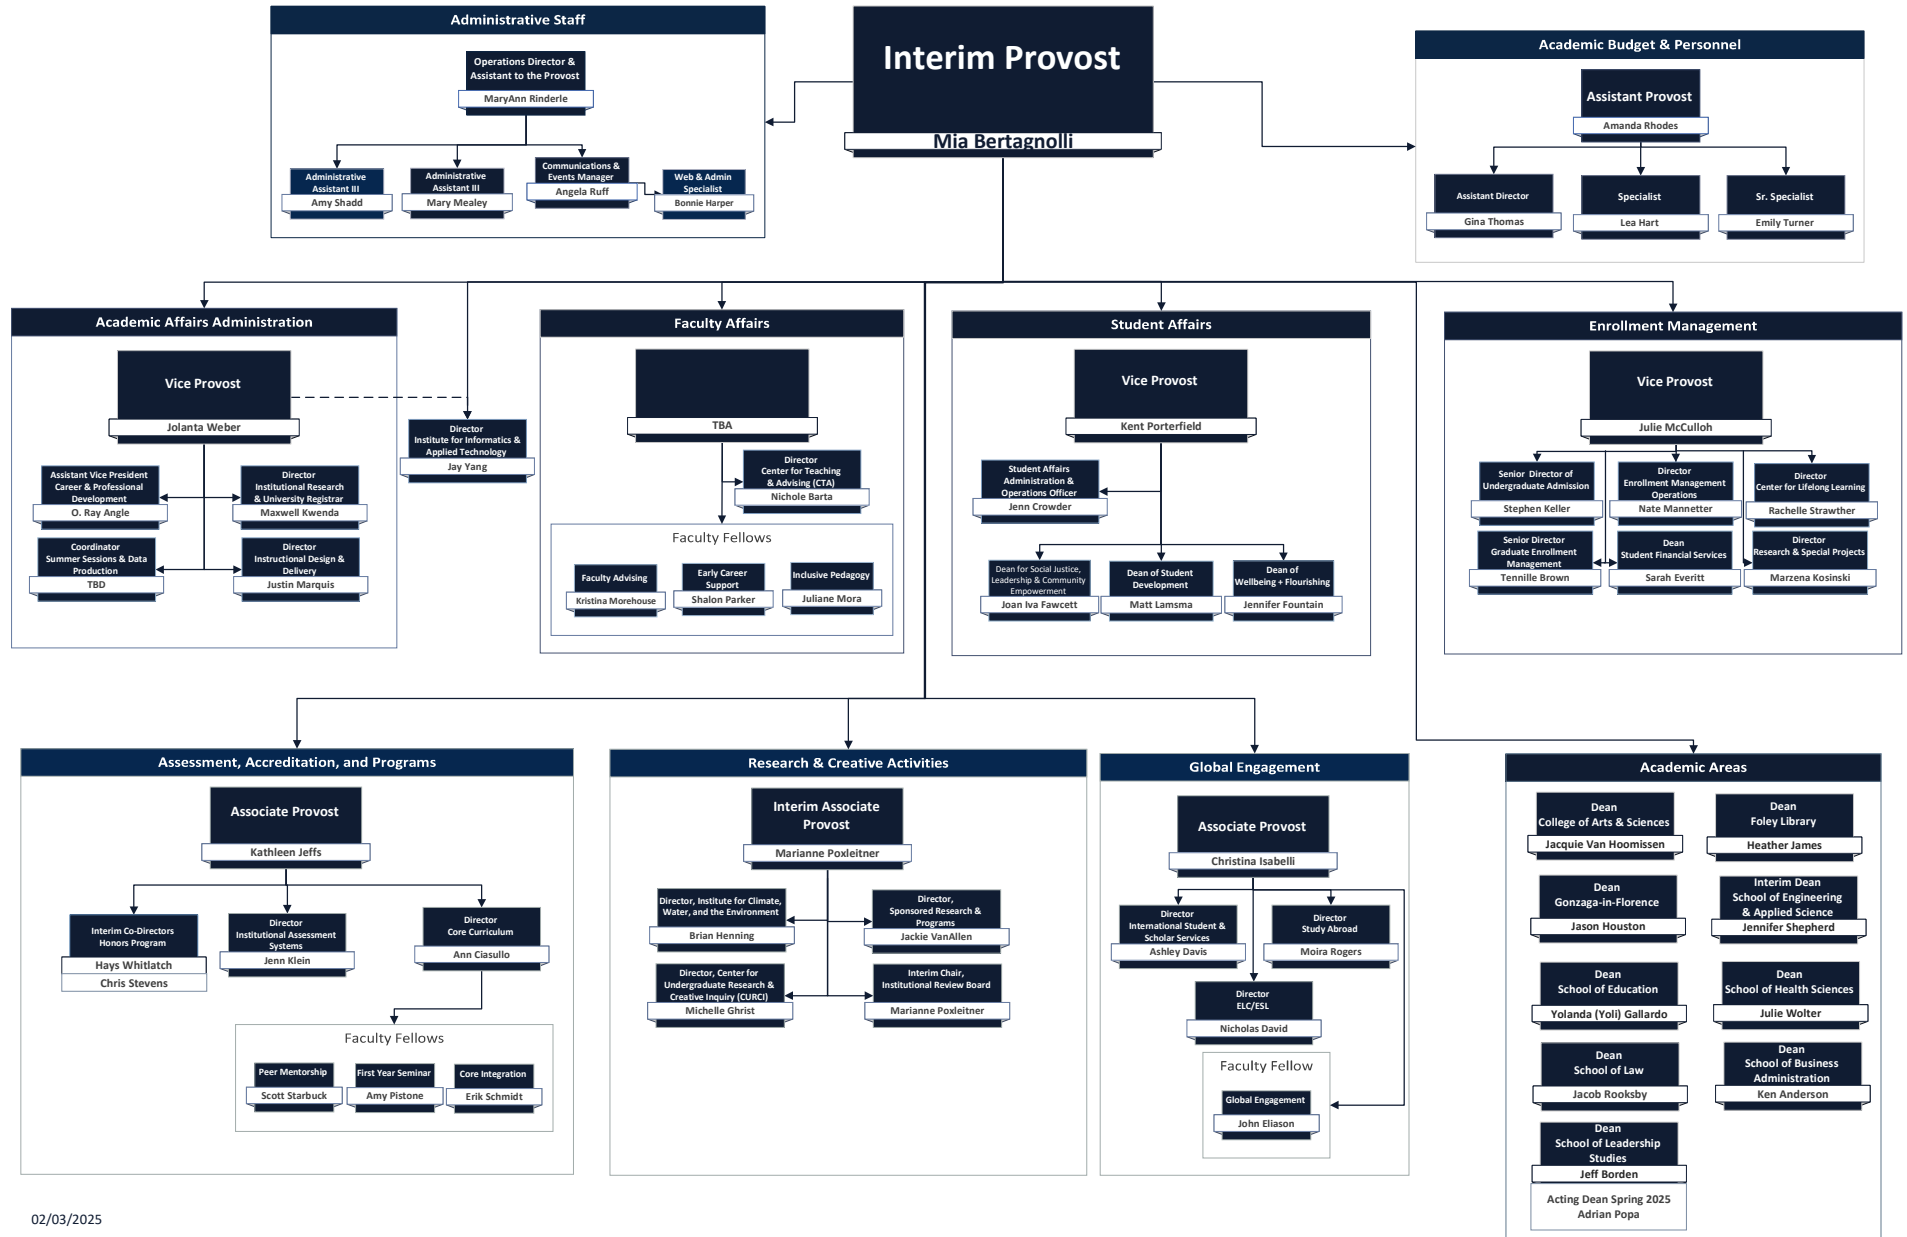 Administrative Staff
Operations Director &
Assistant to the Provost
MaryAnn Rinderle
Administrative
Assistant III
Amy Shadd
Administrative
Assistant III
Mary Mealey
Communications &
Events Manager
Angela Ruff
Web & Admin
Specialist
Bonnie Harper
Interim Provost
Mia Bertagnolli
Academic Budget & Personnel
Assistant Provost
Amanda Rhodes
Assistant Director
Gina Thomas
Specialist
Lea Hart
Sr. Specialist
Emily Turner
Academic Affairs Administration
Vice Provost
Jolanta Weber
Assistant Vice President
Career & Professional
Development
O. Ray Angle
Director
Institutional Research
& University Registrar
Maxwell Kwenda
Coordinator
Summer Sessions & Data
Production
TBD
Director
Instructional Design &
Delivery
Justin Marquis
Director
Institute for Informatics &
Applied Technology
Jay Yang
Faculty Affairs
TBA
Director
Center for Teaching
& Advising (CTA)
Nichole Barta
Faculty Fellows
Faculty Advising
Kristina Morehouse
Early Career
Support
Shalon Parker
Inclusive Pedagogy
Juliane Mora
Student Affairs
Vice Provost
Kent Porterfield
Student Affairs
Administration &
Operations Officer
Jenn Crowder
Dean for Social Justice,
Leadership & Community
Empowerment
Joan Iva Fawcett
Dean of Student
Development
Matt Lamsma
Dean of
Wellbeing + Flourishing
Jennifer Fountain
Enrollment Management
Vice Provost
Julie McCulloh
Senior Director of
Undergraduate Admission
Stephen Keller
Director
Enrollment Management
Operations
Nate Mannetter
Director
Center for Lifelong Learning
Rachelle Strawther
Senior Director
Graduate Enrollment
Management
Tennille Brown
Dean
Student Financial Services
Sarah Everitt
Director
Research & Special Projects
Marzena Kosinski
Assessment, Accreditation, and Programs
Associate Provost
Kathleen Jeffs
Interim Co-Directors
Honors Program
Hays Whitlatch
Chris Stevens
Director
Institutional Assessment
Systems
Jenn Klein
Director
Core Curriculum
Ann Ciasullo
Faculty Fellows
Peer Mentorship
Scott Starbuck
First Year Seminar
Amy Pistone
Core Integration
Erik Schmidt
Research & Creative Activities
Interim Associate
Provost
Marianne Poxleitner
Director, Institute for Climate,
Water, and the Environment
Brian Henning
Director,
Sponsored Research &
Programs
Jackie VanAllen
Director, Center for
Undergraduate Research &
Creative Inquiry (CURCI)
Michelle Ghrist
Interim Chair,
Institutional Review Board
Marianne Poxleitner
Global Engagement
Associate Provost
Christina Isabelli
Director
International Student &
Scholar Services
Ashley Davis
Director
Study Abroad
Moira Rogers
Director
ELC/ESL
Nicholas David
Faculty Fellow
Global Engagement
John Eliason
Academic Areas
Dean
College of Arts & Sciences
Jacquie Van Hoomissen
Dean
Foley Library
Heather James
Dean
Gonzaga-in-Florence
Jason Houston
Interim Dean
School of Engineering
& Applied Science
Jennifer Shepherd
Dean
School of Education
Yolanda (Yoli) Gallardo
Dean
School of Health Sciences
Julie Wolter
Dean
School of Law
Jacob Rooksby
Dean
School of Business
Administration
Ken Anderson
Dean
School of Leadership
Studies
Jeff Borden
Acting Dean Spring 2025
Adrian Popa
02/03/2025